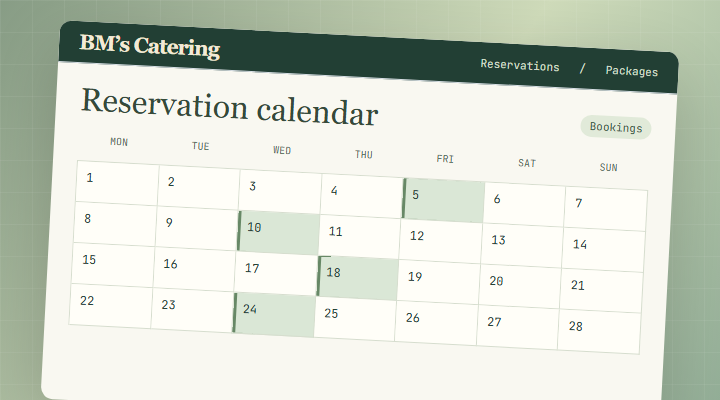 BM's Catering
Reservations / Packages
Reservation calendar
Bookings
MON TUE WED THU FRI SAT SUN
1 2 3 4 5 6 7
8 9 10 11 12 13 14
15 16 17 18 19 20 21
22 23 24 25 26 27 28